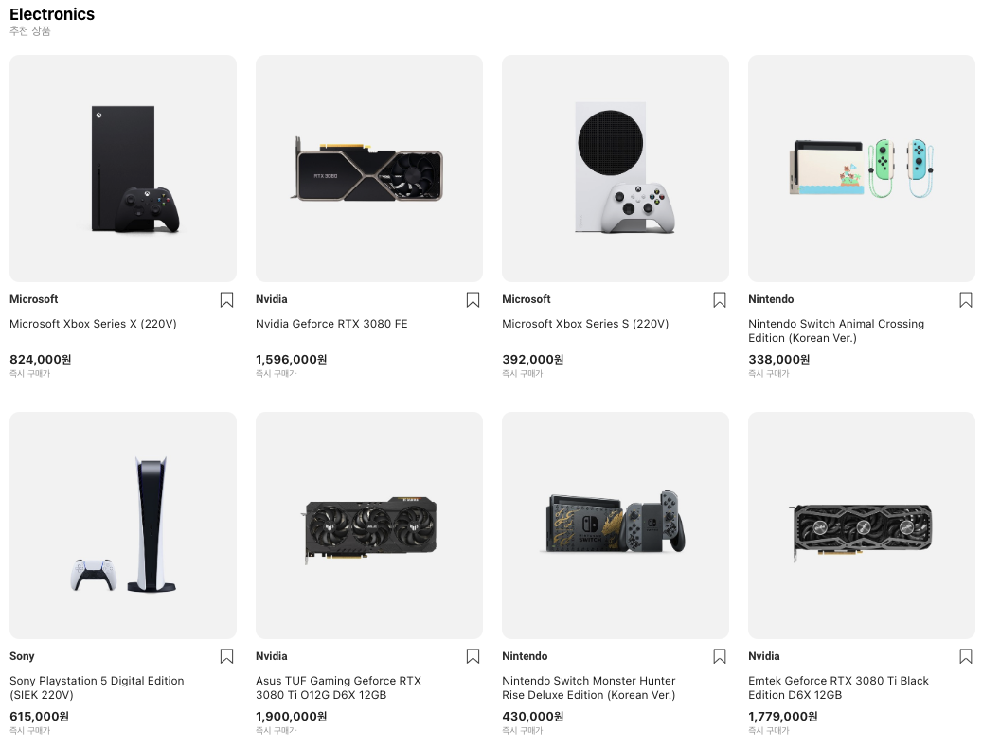 Electronics
추천 상품
RTX 3080
Microsoft
Nvidia
Microsoft
Nintendo
Microsoft Xbox Series X (220V)
Nvidia Geforce RTX 3080 FE
Microsoft Xbox Series S (220V)
Nintendo Switch Animal Crossing
Edition (Korean Ver.)
824,000원
1,596,000원
392,000원
338,000원
즉시 구매가
즉시 구매가
즉시 구매가
즉시 구매가
SWITCH
Sony
Nvidia
Nintendo
Nvidia
Sony Playstation 5 Digital Edition
(SIEK 220V)
Asus TUF Gaming Geforce RTX
3080 Ti O12G D6X 12GB
Nintendo Switch Monster Hunter
Rise Deluxe Edition (Korean Ver.)
Emtek Geforce RTX 3080 Ti Black
Edition D6X 12GB
615,000원
1,900,000원
430,000원
1,779,000원
즉시 구매가
즉시 구매가
즉시 구매가
즉시 구매가